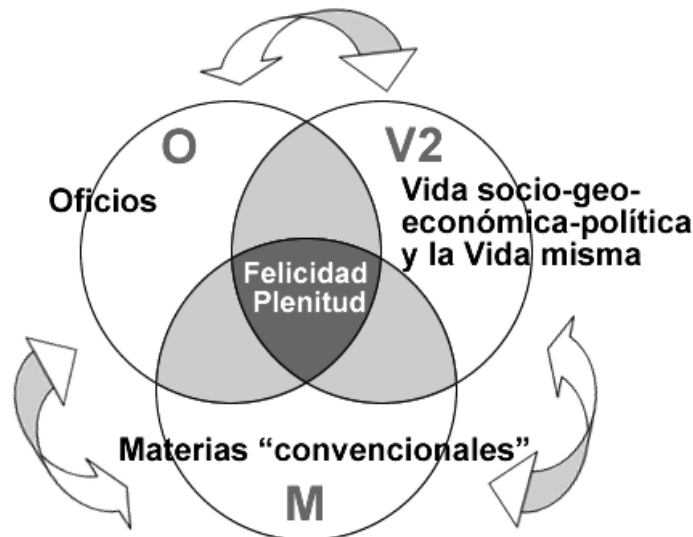 O
V2
Oficios
Vida socio-geo-
económica-política
y la Vida misma
Felicidad
Plenitud
Materias “convencionales”
M